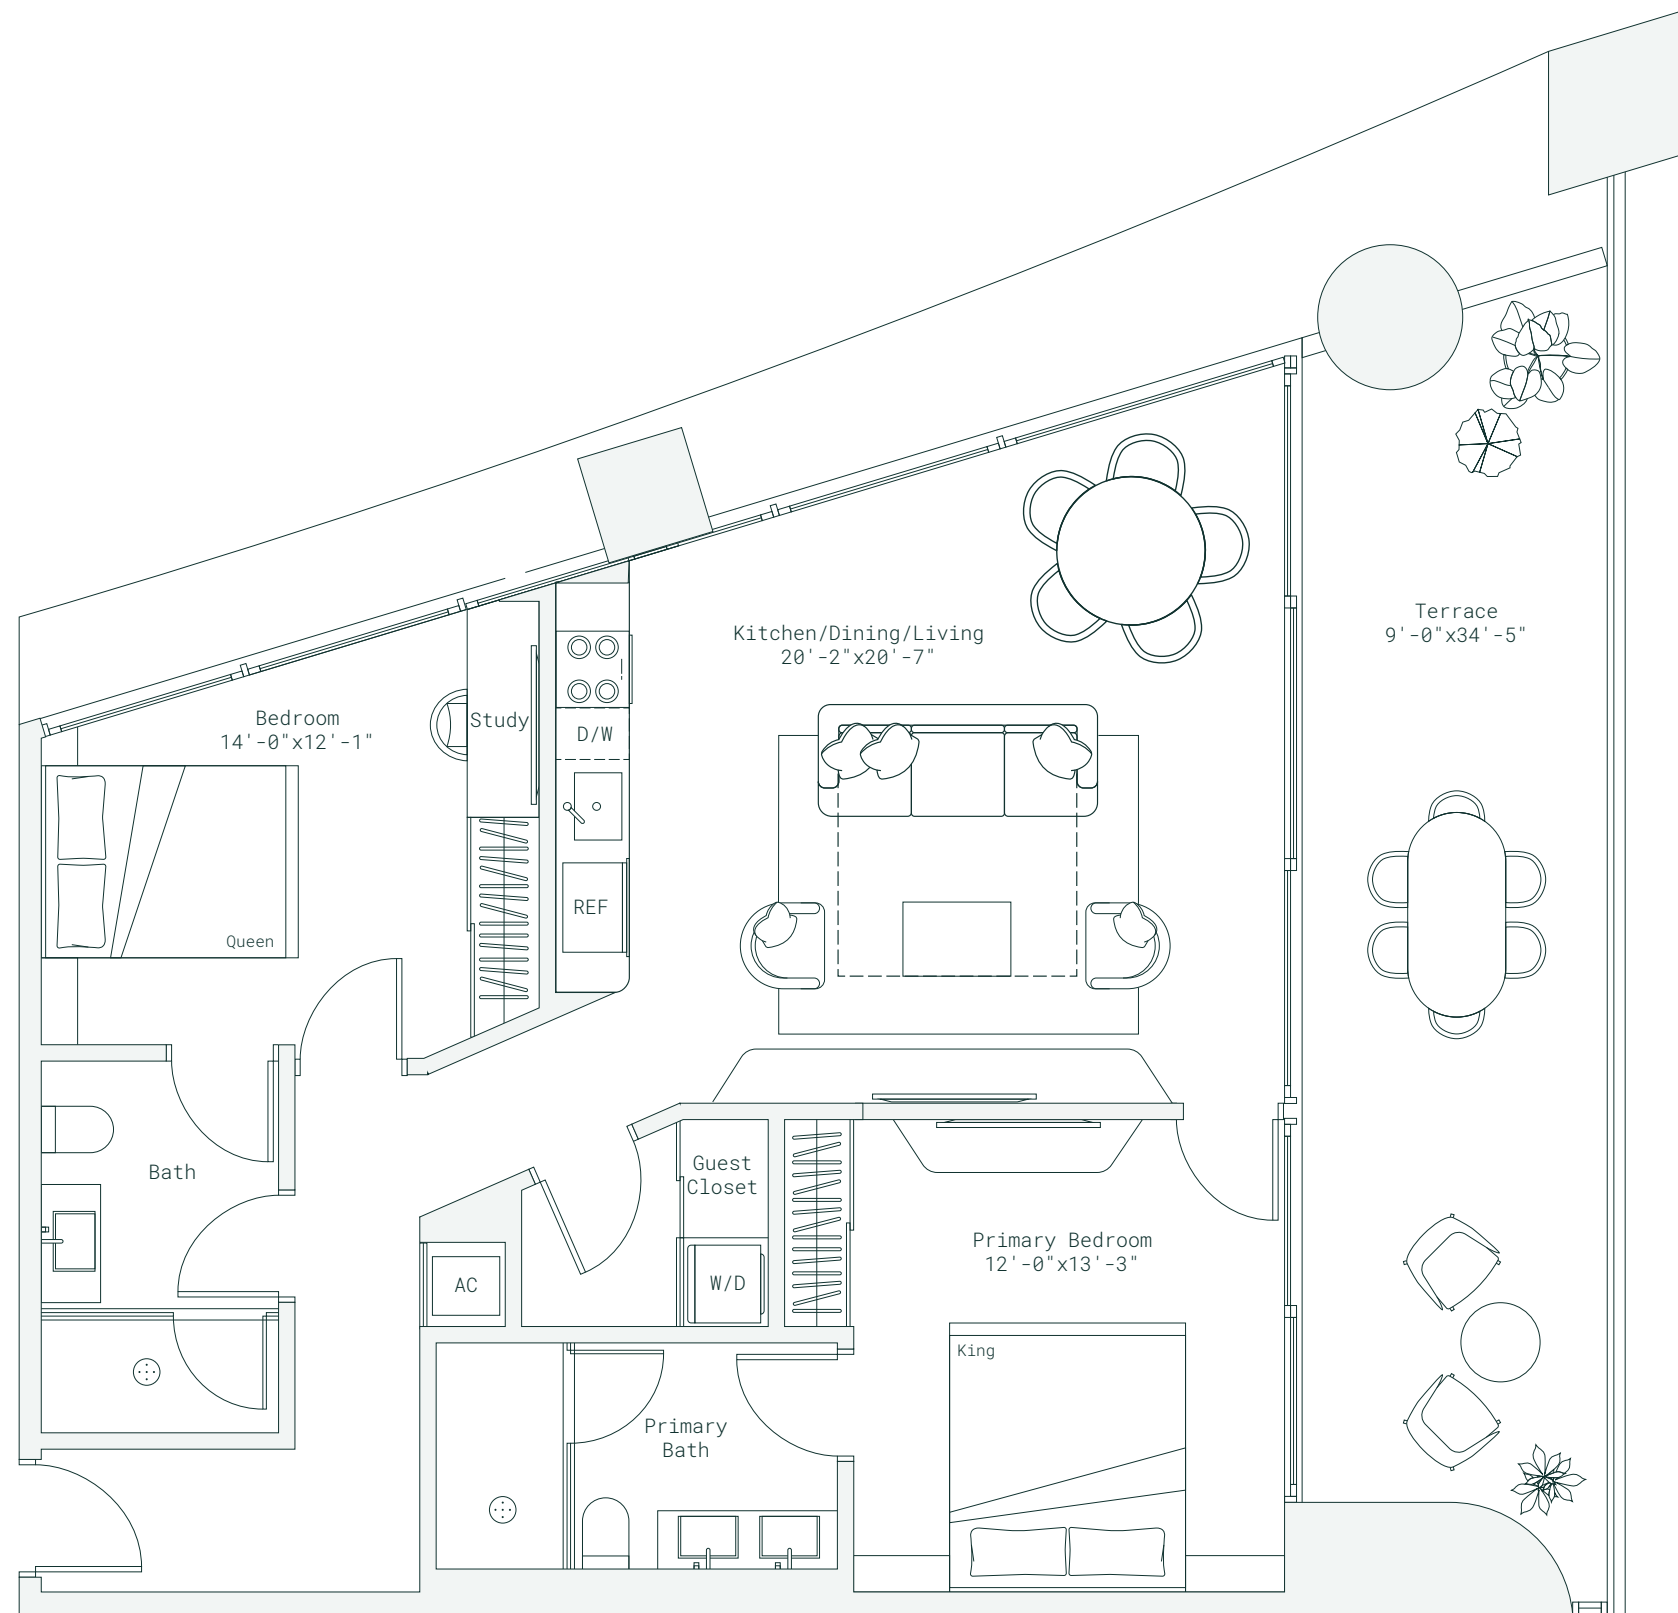 Terrace
9'-0"x34'-5"
Kitchen/Dining/Living
20'-2"x20'-7"
Bedroom
14'-0"x12'-1"
Study
D/W
REF
Queen
Bath
Guest
Closet
AC
W/D
Primary Bedroom
12'-0"x13'-3"
King
Primary
Bath